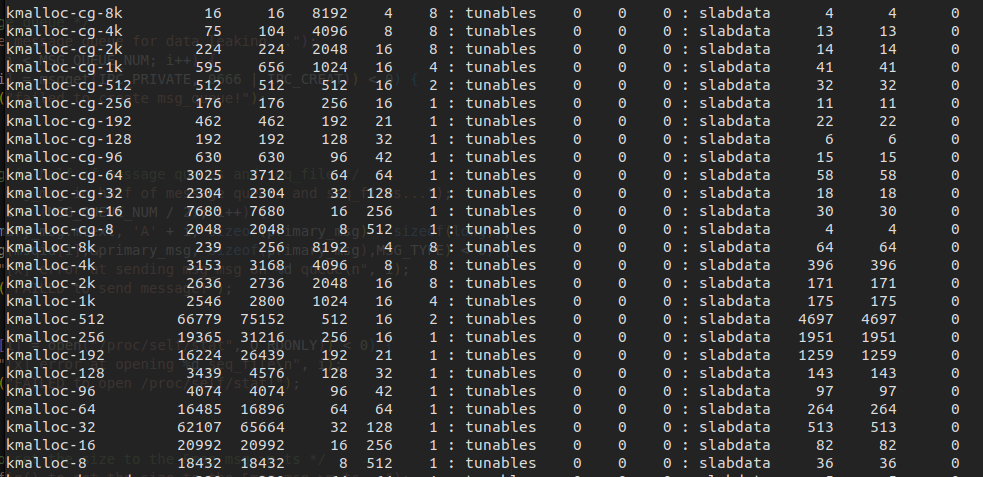 kmalloc-cg-8k 16 16 8192 4 8 : tunables 0 0 0 : slabdata 4 4 0
kmalloc-cg-4k 75 104 4096 8 8 : tunables 0 0 0 : slabdata 13 13 0
kmalloc-cg-2k 224 224 2048 16 8 : tunables 0 0 0 : slabdata 14 14 0
kmalloc-cg-1k 595 656 1024 16 4 : tunables 0 0 0 : slabdata 41 41 0
kmalloc-cg-512 512 512 512 16 2 : tunables 0 0 0 : slabdata 32 32 0
kmalloc-cg-256 176 176 256 16 1 : tunables 0 0 0 : slabdata 11 11 0
kmalloc-cg-192 462 462 192 21 1 : tunables 0 0 0 : slabdata 22 22 0
kmalloc-cg-128 192 192 128 32 1 : tunables 0 0 0 : slabdata 6 6 0
kmalloc-cg-96 630 630 96 42 1 : tunables 0 0 0 : slabdata 15 15 0
kmalloc-cg-64 3025 3712 64 64 1 : tunables 0 0 0 : slabdata 58 58 0
kmalloc-cg-32 2304 2304 32 128 1 : tunables 0 0 0 : slabdata 18 18 0
kmalloc-cg-16 7680 7680 16 256 1 : tunables 0 0 0 : slabdata 30 30 0
kmalloc-cg-8 2048 2048 8 512 1 : tunables 0 0 0 : slabdata 4 4 0
kmalloc-8k 239 256 8192 4 8 : tunables 0 0 0 : slabdata 64 64 0
kmalloc-4k 3153 3168 4096 8 8 : tunables 0 0 0 : slabdata 396 396 0
kmalloc-2k 2636 2736 2048 16 8 : tunables 0 0 0 : slabdata 171 171 0
kmalloc-1k 2546 2800 1024 16 4 : tunables 0 0 0 : slabdata 175 175 0
kmalloc-512 66779 75152 512 16 2 : tunables 0 0 0 : slabdata 4697 4697 0
kmalloc-256 19365 31216 256 16 1 : tunables 0 0 0 : slabdata 1951 1951 0
kmalloc-192 16224 26439 192 21 1 : tunables 0 0 0 : slabdata 1259 1259 0
kmalloc-128 3439 4576 128 32 1 : tunables 0 0 0 : slabdata 143 143 0
kmalloc-96 4074 4074 96 42 1 : tunables 0 0 0 : slabdata 97 97 0
kmalloc-64 16485 16896 64 64 1 : tunables 0 0 0 : slabdata 264 264 0
kmalloc-32 62107 65664 32 128 1 : tunables 0 0 0 : slabdata 513 513 0
kmalloc-16 20992 20992 16 256 1 : tunables 0 0 0 : slabdata 82 82 0
kmalloc-8 18432 18432 8 512 1 : tunables 0 0 0 : slabdata 36 36 0